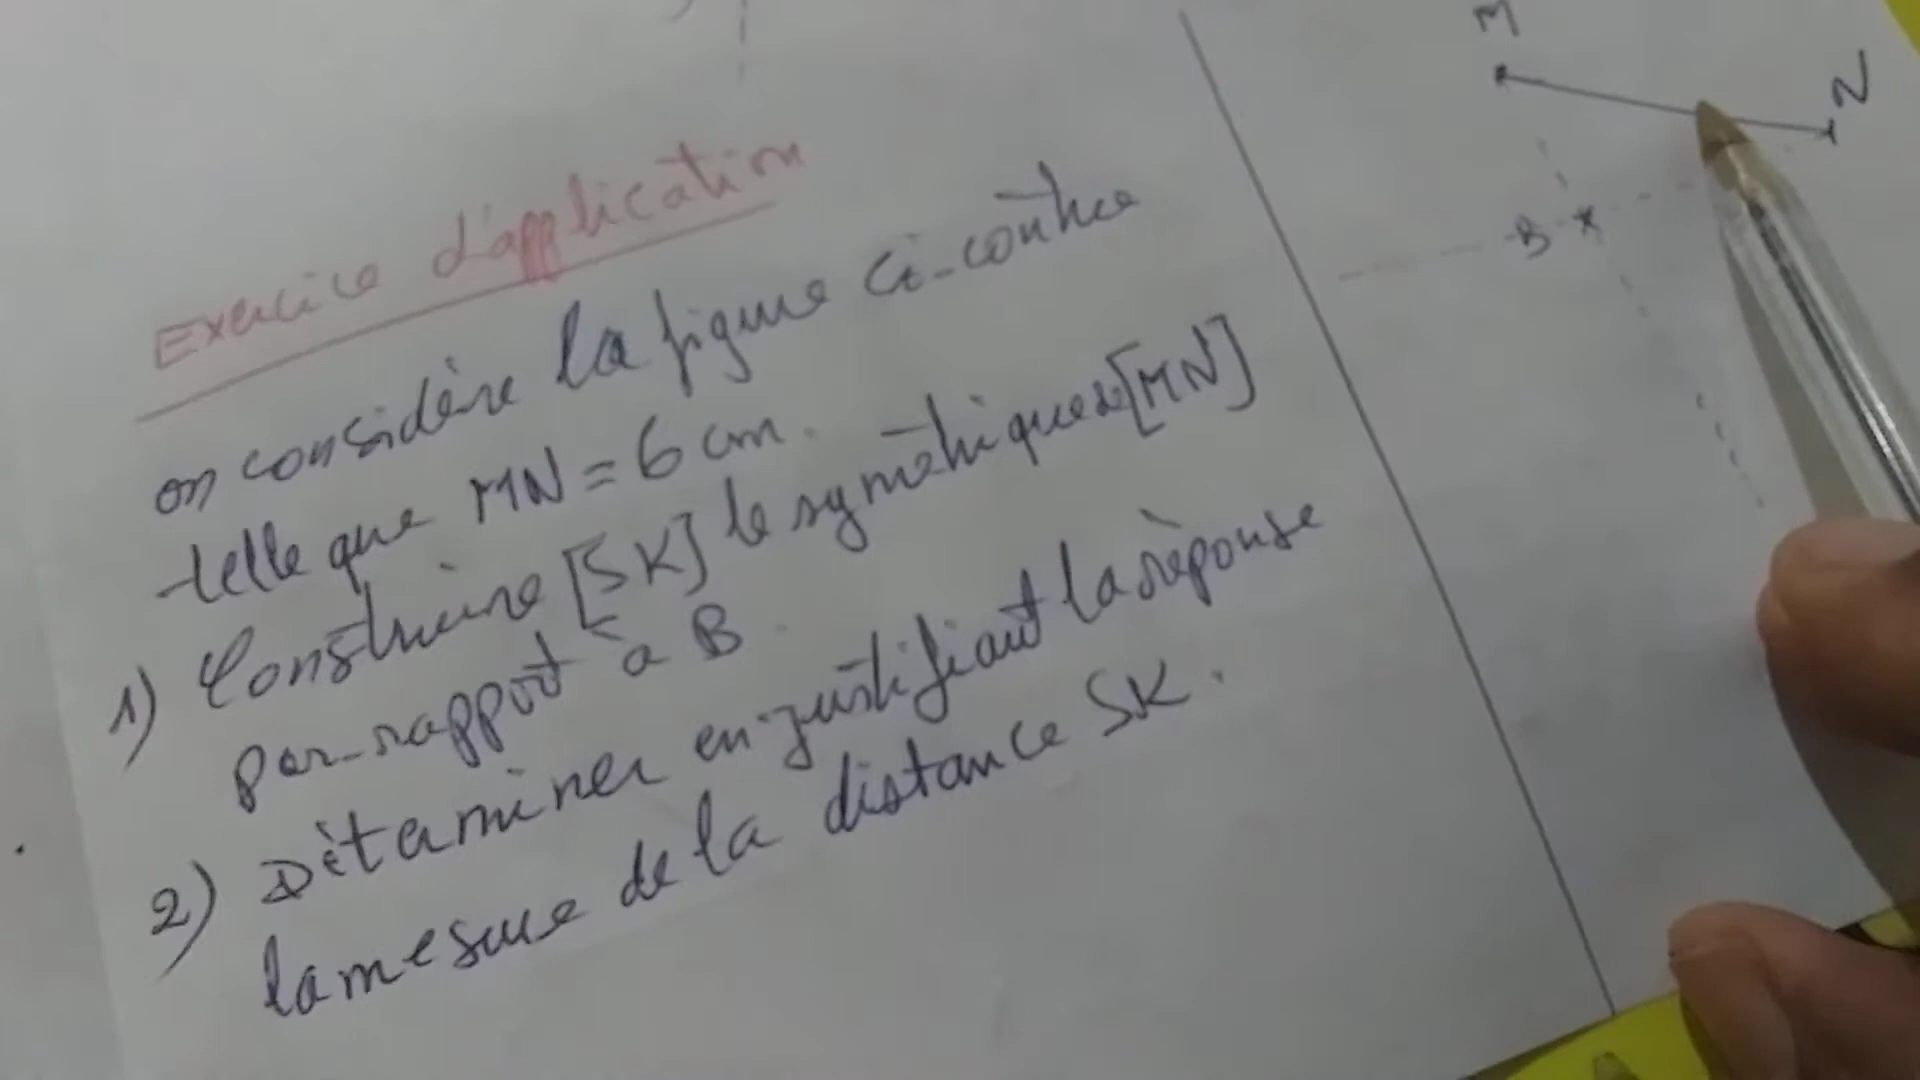 Exercice d'application
on considère la figure ci-contre
telle que MN = 6 cm.
1) Construire [SK] le symétrique de [MN]
par rapport à B
2) Déterminer en justifiant la réponse
la mesure de la distance SK.
M
N
B